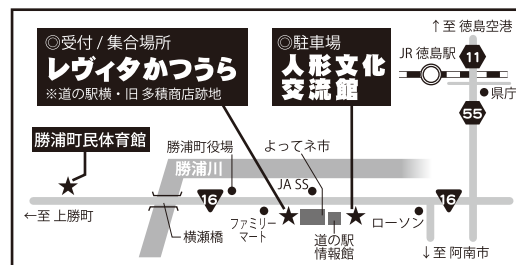 ◎受付 / 集合場所
レヴィタかつうら
※道の駅横・旧 多積商店跡地
◎駐車場
人形文化
交流館
↑至 徳島空港
JR 徳島駅
11
県庁
55
勝浦町民体育館
勝浦町役場
よってネ市
勝浦川
JA SS
16
16
←至 上勝町
横瀬橋
ファミリー
マート
道の駅
情報館
ローソン
↓至 阿南市